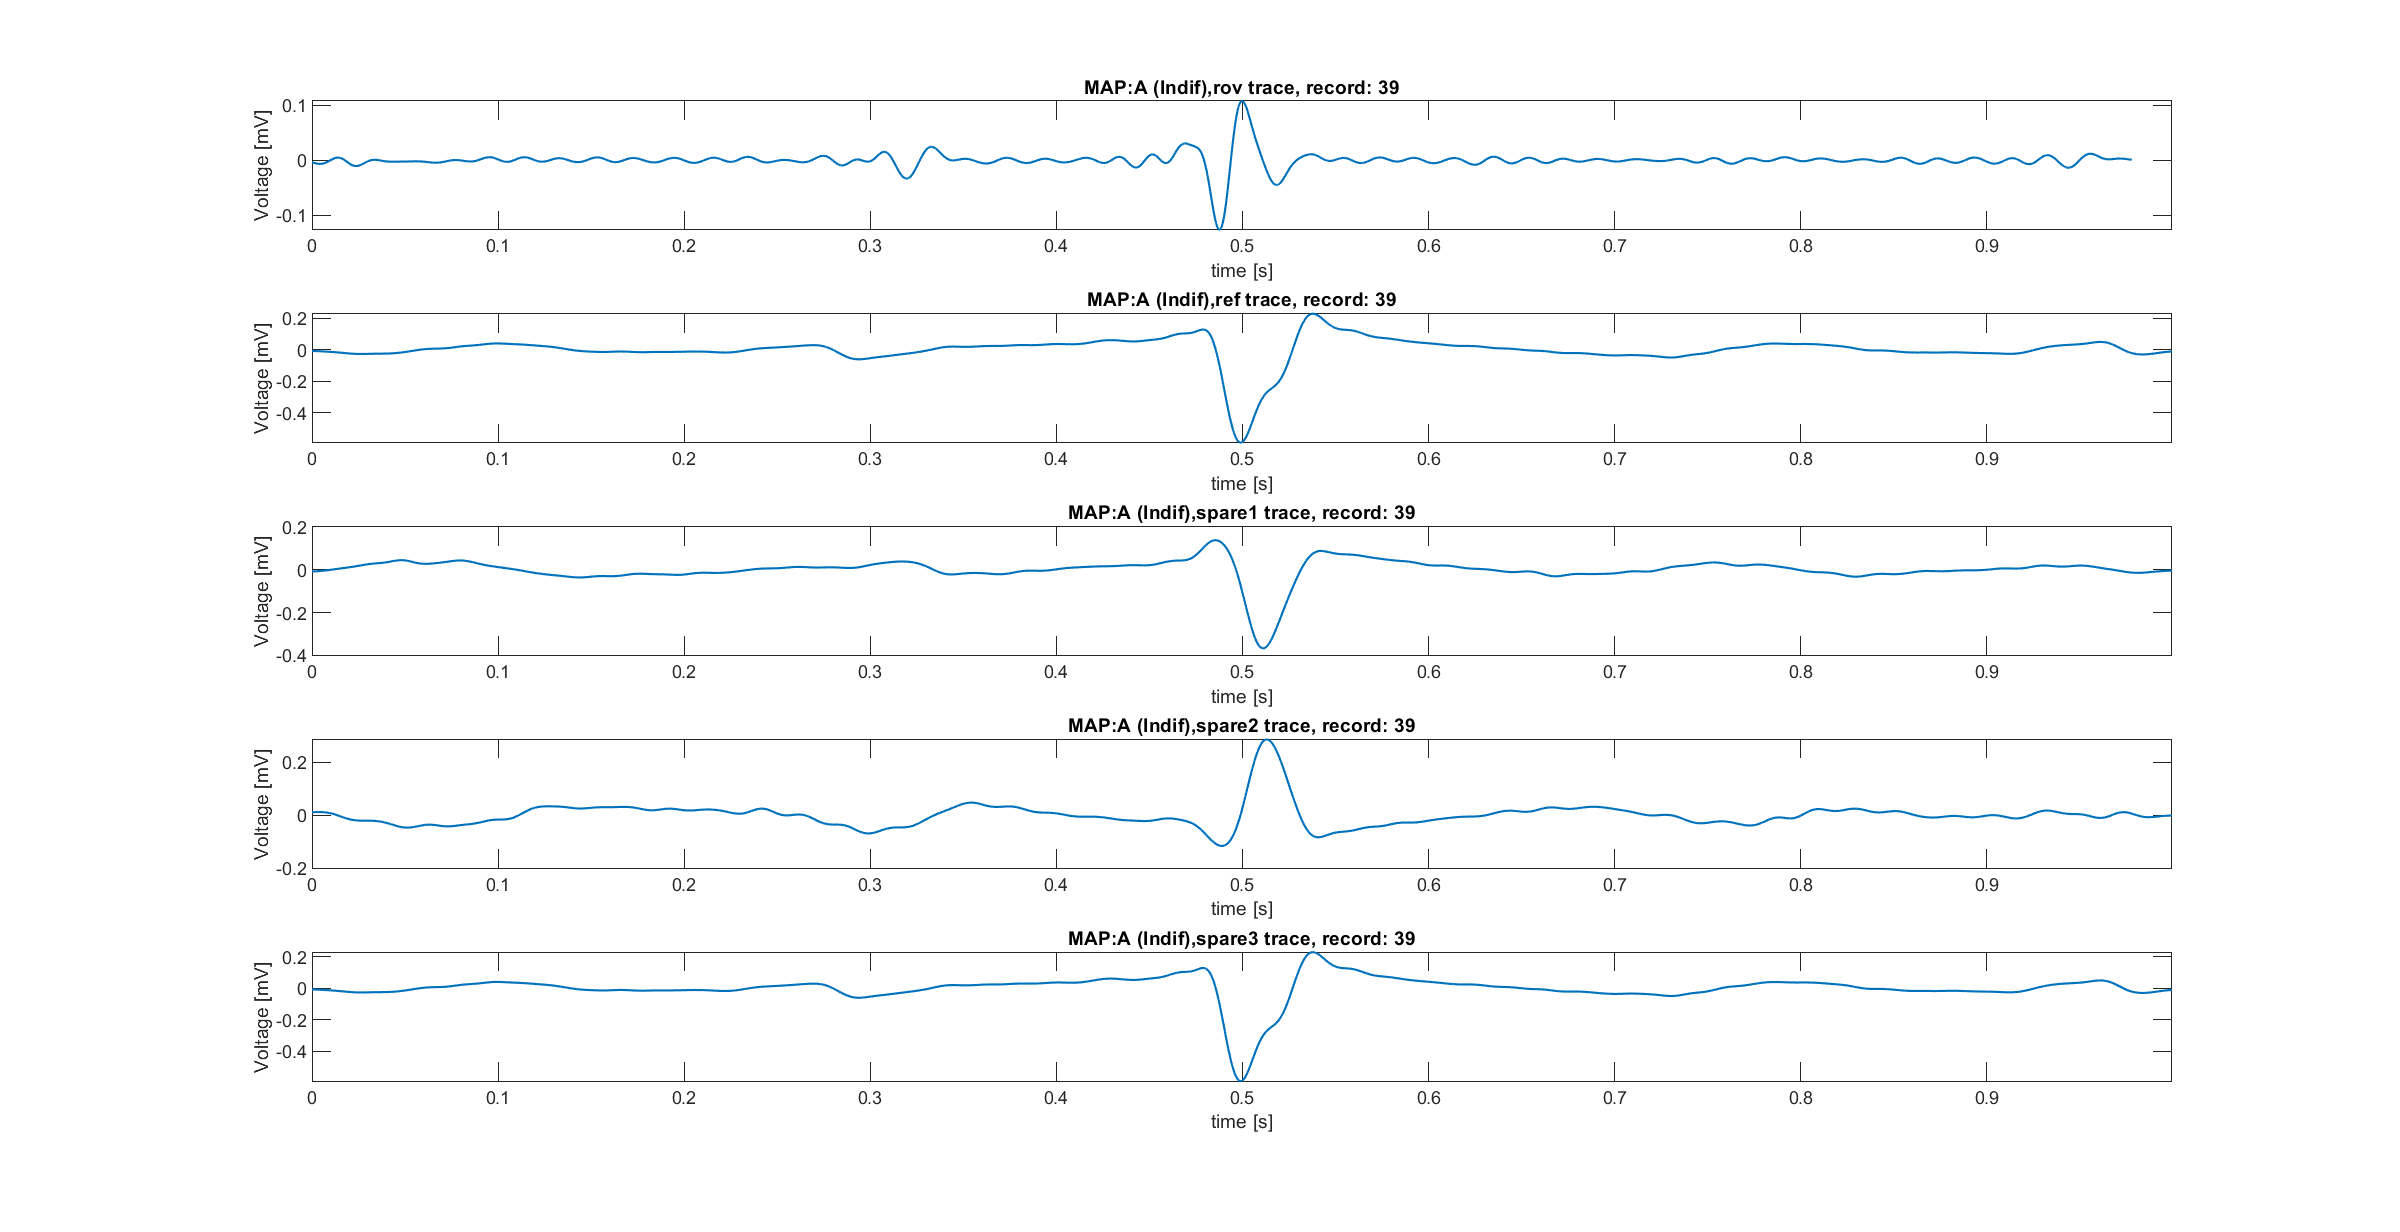 MAP:A (Indif),rov trace, record: 39
Voltage [mV]
0.1
0
-0.1
0 0.1 0.2 0.3 0.4 0.5 0.6 0.7 0.8 0.9
time [s]
MAP:A (Indif),ref trace, record: 39
Voltage [mV]
0.2
0
-0.2
-0.4
0 0.1 0.2 0.3 0.4 0.5 0.6 0.7 0.8 0.9
time [s]
MAP:A (Indif),spare1 trace, record: 39
Voltage [mV]
0.2
0
-0.2
-0.4
0 0.1 0.2 0.3 0.4 0.5 0.6 0.7 0.8 0.9
time [s]
MAP:A (Indif),spare2 trace, record: 39
Voltage [mV]
0.2
0
-0.2
0 0.1 0.2 0.3 0.4 0.5 0.6 0.7 0.8 0.9
time [s]
MAP:A (Indif),spare3 trace, record: 39
Voltage [mV]
0.2
0
-0.2
-0.4
0 0.1 0.2 0.3 0.4 0.5 0.6 0.7 0.8 0.9
time [s]